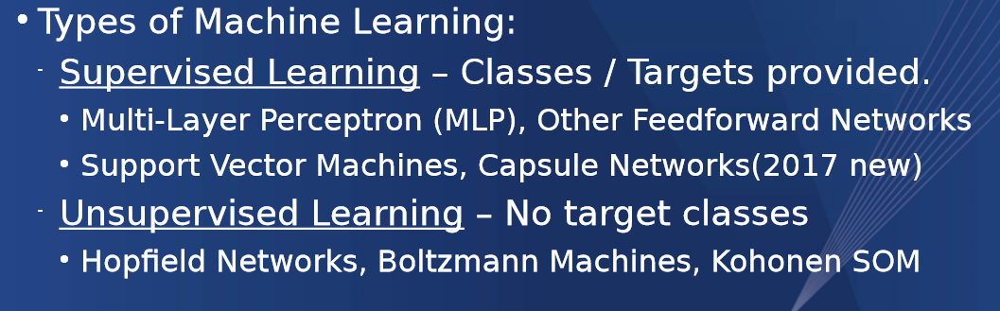 • Types of Machine Learning:
- Supervised Learning – Classes / Targets provided.
• Multi-Layer Perceptron (MLP), Other Feedforward Networks
• Support Vector Machines, Capsule Networks(2017 new)
- Unsupervised Learning – No target classes
• Hopfield Networks, Boltzmann Machines, Kohonen SOM